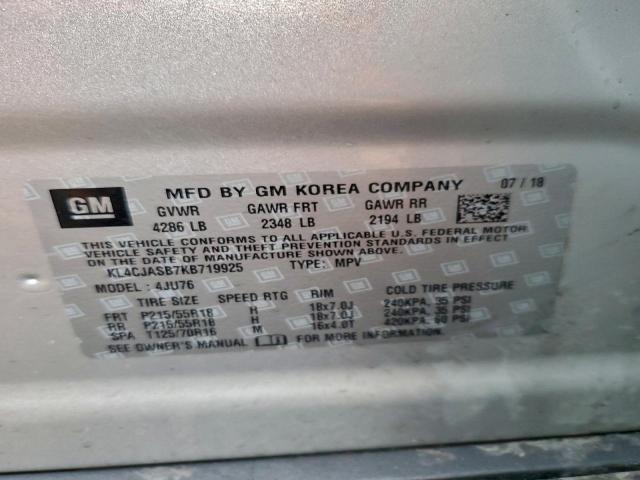 GM
MFD BY GM KOREA COMPANY 07 / 18
GVWR GAWR FRT GAWR RR
4286 LB 2348 LB 2194 LB
THIS VEHICLE CONFORMS TO ALL APPLICABLE U.S. FEDERAL MOTOR
VEHICLE SAFETY AND THEFT PREVENTION STANDARDS IN EFFECT
ON THE DATE OF MANUFACTURE SHOWN ABOVE.
KL4CJASB7KB719925 TYPE: MPV
MODEL: 4JU76
TIRE SIZE SPEED RTG RIM COLD TIRE PRESSURE
FRT P215/55R18 H 18x7.0J 240KPA, 35 PSI
RR P215/55R18 H 18x7.0J 240KPA, 35 PSI
SPA T125/70R16 M 16x4.0T 420KPA, 60 PSI
SEE OWNER'S MANUAL FOR MORE INFORMATION